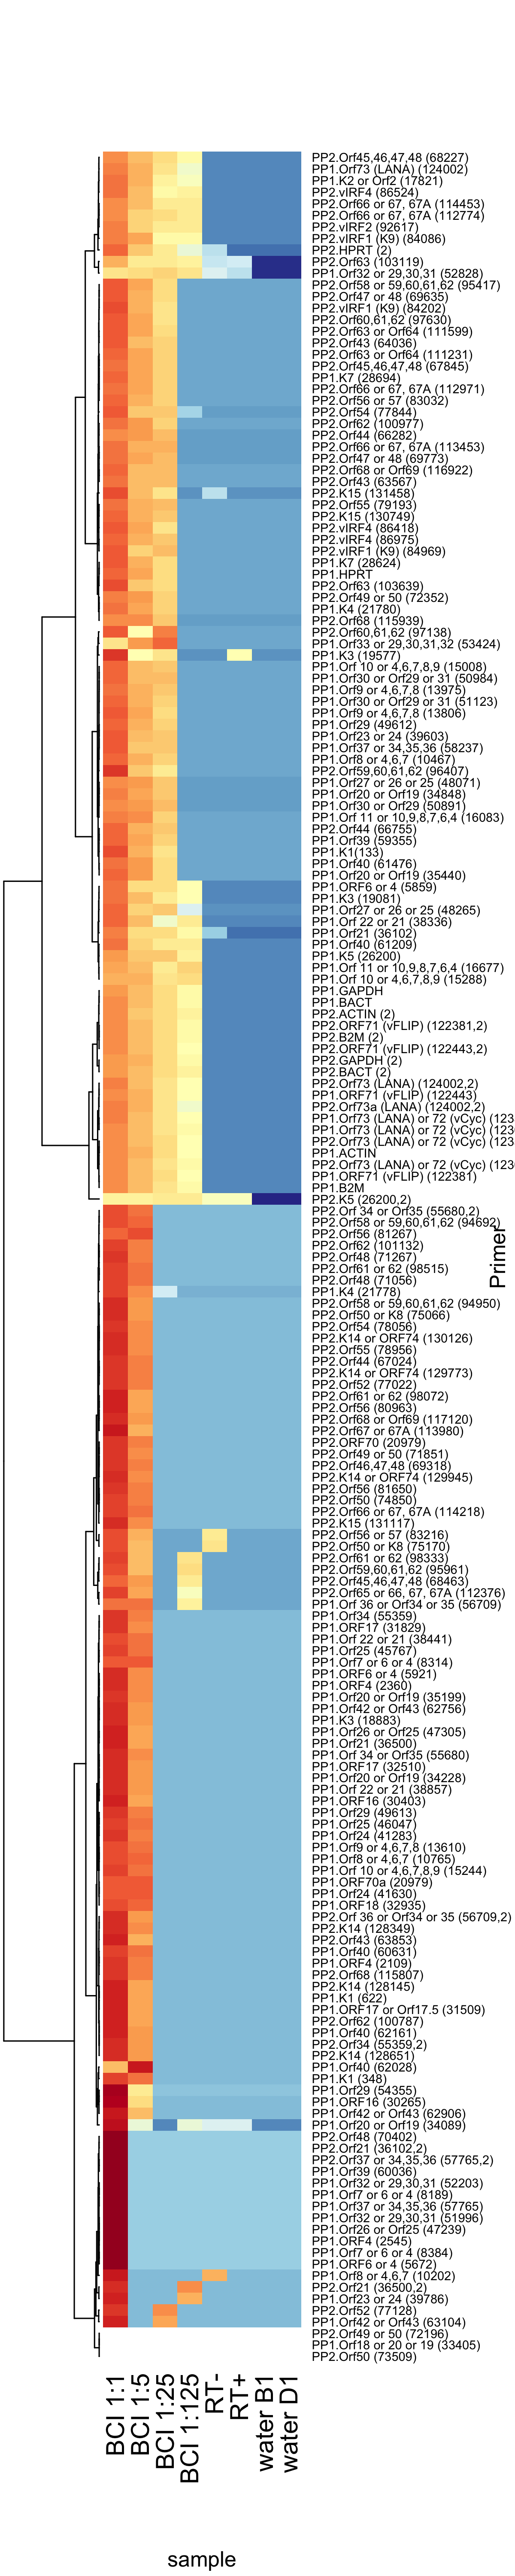 PP2.Orf45,46,47,48 (68227)
PP1.Orf73 (LANA) (124002)
PP1.K2 or Orf2 (17821)
PP2.vIRF4 (86524)
PP2.Orf66 or 67, 67A (114453)
PP2.Orf66 or 67, 67A (112774)
PP2.vIRF2 (92617)
PP2.vIRF1 (K9) (84086)
PP2.HPRT (2)
PP2.Orf63 (103119)
PP1.Orf32 or 29,30,31 (52828)
PP2.Orf58 or 59,60,61,62 (95417)
PP2.Orf47 or 48 (69635)
PP2.vIRF1 (K9) (84202)
PP2.Orf60,61,62 (97630)
PP2.Orf63 or Orf64 (111599)
PP2.Orf43 (64036)
PP2.Orf63 or Orf64 (111231)
PP2.Orf45,46,47,48 (67845)
PP1.K7 (28694)
PP2.Orf66 or 67, 67A (112971)
PP2.Orf56 or 57 (83032)
PP2.Orf54 (77844)
PP2.Orf62 (100977)
PP2.Orf44 (66282)
PP2.Orf66 or 67, 67A (113453)
PP2.Orf47 or 48 (69773)
PP2.Orf68 or Orf69 (116922)
PP2.Orf43 (63567)
PP2.K15 (131458)
PP2.Orf55 (79193)
PP2.K15 (130749)
PP2.vIRF4 (86418)
PP2.vIRF4 (86975)
PP2.vIRF1 (K9) (84969)
PP1.K7 (28624)
PP1.HPRT
PP2.Orf63 (103639)
PP2.Orf49 or 50 (72352)
PP1.K4 (21780)
PP2.Orf68 (115939)
PP2.Orf60,61,62 (97138)
PP1.Orf33 or 29,30,31,32 (53424)
PP1.K3 (19577)
PP1.Orf 10 or 4,6,7,8,9 (15008)
PP1.Orf30 or Orf29 or 31 (50984)
PP1.Orf9 or 4,6,7,8 (13975)
PP1.Orf30 or Orf29 or 31 (51123)
PP1.Orf9 or 4,6,7,8 (13806)
PP1.Orf29 (49612)
PP1.Orf23 or 24 (39603)
PP1.Orf37 or 34,35,36 (58237)
PP1.Orf8 or 4,6,7 (10467)
PP2.Orf59,60,61,62 (96407)
PP1.Orf27 or 26 or 25 (48071)
PP1.Orf20 or Orf19 (34848)
PP1.Orf30 or Orf29 (50891)
PP1.Orf 11 or 10,9,8,7,6,4 (16083)
PP2.Orf44 (66755)
PP1.Orf39 (59355)
PP1.K1(133)
PP1.Orf40 (61476)
PP1.Orf20 or Orf19 (35440)
PP1.ORF6 or 4 (5859)
PP1.K3 (19081)
PP1.Orf27 or 26 or 25 (48265)
PP1.Orf 22 or 21 (38336)
PP1.Orf21 (36102)
PP1.Orf40 (61209)
PP1.K5 (26200)
PP1.Orf 11 or 10,9,8,7,6,4 (16677)
PP1.Orf 10 or 4,6,7,8,9 (15288)
PP1.GAPDH
PP1.BACT
PP2.ACTIN (2)
PP2.ORF71 (vFLIP) (122381,2)
PP2.B2M (2)
PP2.ORF71 (vFLIP) (122443,2)
PP2.GAPDH (2)
PP2.BACT (2)
PP2.Orf73 (LANA) (124002,2)
PP1.ORF71 (vFLIP) (122443)
PP2.Orf73a (LANA) (124002,2)
PP1.Orf73 (LANA) or 72 (vCyc) (123
PP1.Orf73 (LANA) or 72 (vCyc) (123
PP2.Orf73 (LANA) or 72 (vCyc) (123
PP1.ACTIN
PP2.Orf73 (LANA) or 72 (vCyc) (123
PP1.ORF71 (vFLIP) (122381)
PP1.B2M
PP2.K5 (26200,2)
PP2.Orf 34 or Orf35 (55680,2)
PP2.Orf58 or 59,60,61,62 (94692)
PP2.Orf56 (81267)
PP2.Orf62 (101132)
PP2.Orf48 (71267)
PP2.Orf61 or 62 (98515)
PP2.Orf48 (71056)
PP1.K4 (21778)
PP2.Orf58 or 59,60,61,62 (94950)
PP2.Orf50 or K8 (75066)
PP2.Orf54 (78056)
PP2.K14 or ORF74 (130126)
PP2.Orf55 (78956)
PP2.Orf44 (67024)
PP2.K14 or ORF74 (129773)
PP2.Orf52 (77022)
PP2.Orf61 or 62 (98072)
PP2.Orf56 (80963)
PP2.Orf68 or Orf69 (117120)
PP2.Orf67 or 67A (113980)
PP2.ORF70 (20979)
PP2.Orf49 or 50 (71851)
PP2.Orf46,47,48 (69318)
PP2.K14 or ORF74 (129945)
PP2.Orf56 (81650)
PP2.Orf50 (74850)
PP2.Orf66 or 67, 67A (114218)
PP2.K15 (131117)
PP2.Orf56 or 57 (83216)
PP2.Orf50 or K8 (75170)
PP2.Orf61 or 62 (98333)
PP2.Orf59,60,61,62 (95961)
PP2.Orf45,46,47,48 (68463)
PP2.Orf65 or 66, 67, 67A (112376)
PP1.Orf 36 or Orf34 or 35 (56709)
PP1.Orf34 (55359)
PP1.ORF17 (31829)
PP1.Orf 22 or 21 (38441)
PP1.Orf25 (45767)
PP1.Orf7 or 6 or 4 (8314)
PP1.ORF6 or 4 (5921)
PP1.ORF4 (2360)
PP1.Orf20 or Orf19 (35199)
PP1.Orf42 or Orf43 (62756)
PP1.K3 (18883)
PP1.Orf26 or Orf25 (47305)
PP1.Orf21 (36500)
PP1.Orf 34 or Orf35 (55680)
PP1.ORF17 (32510)
PP1.Orf20 or Orf19 (34228)
PP1.Orf 22 or 21 (38857)
PP1.ORF16 (30403)
PP1.Orf29 (49613)
PP1.Orf25 (46047)
PP1.Orf24 (41283)
PP1.Orf9 or 4,6,7,8 (13610)
PP1.Orf8 or 4,6,7 (10765)
PP1.Orf 10 or 4,6,7,8,9 (15244)
PP1.ORF70a (20979)
PP1.Orf24 (41630)
PP1.ORF18 (32935)
PP2.Orf 36 or Orf34 or 35 (56709,2)
PP2.K14 (128349)
PP2.Orf43 (63853)
PP1.Orf40 (60631)
PP1.ORF4 (2109)
PP2.Orf68 (115807)
PP2.K14 (128145)
PP1.K1 (622)
PP1.ORF17 or Orf17.5 (31509)
PP2.Orf62 (100787)
PP1.Orf40 (62161)
PP2.Orf34 (55359,2)
PP2.K14 (128651)
PP1.Orf40 (62028)
PP1.K1 (348)
PP1.Orf29 (54355)
PP1.ORF16 (30265)
PP1.Orf42 or Orf43 (62906)
PP1.Orf20 or Orf19 (34089)
PP2.Orf48 (70402)
PP2.Orf21 (36102,2)
PP2.Orf37 or 34,35,36 (57765,2)
PP1.Orf39 (60036)
PP1.Orf32 or 29,30,31 (52203)
PP1.Orf7 or 6 or 4 (8189)
PP1.Orf37 or 34,35,36 (57765)
PP1.Orf32 or 29,30,31 (51996)
PP1.Orf26 or Orf25 (47239)
PP1.ORF4 (2545)
PP1.Orf7 or 6 or 4 (8384)
PP1.ORF6 or 4 (5672)
PP1.Orf8 or 4,6,7 (10202)
PP2.Orf21 (36500,2)
PP1.Orf23 or 24 (39786)
PP2.Orf52 (77128)
PP1.Orf42 or Orf43 (63104)
PP2.Orf49 or 50 (72196)
PP1.Orf18 or 20 or 19 (33405)
PP2.Orf50 (73509)
Primer
BCI 1:1
BCI 1:5
BCI 1:25
BCI 1:125
RT-
RT+
water B1
water D1
sample